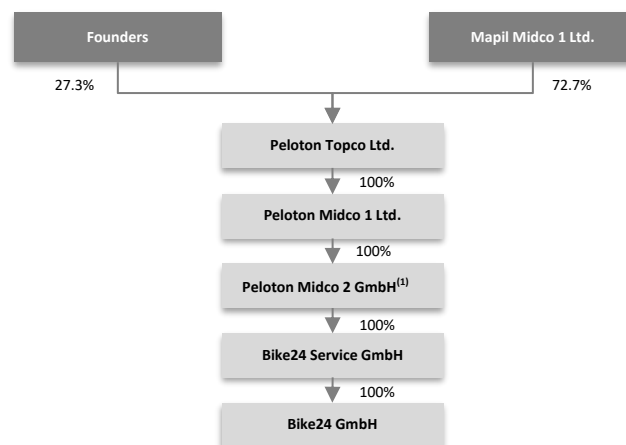 Founders
Mapil Midco 1 Ltd.
27.3%
72.7%
Peloton Topco Ltd.
100%
Peloton Midco 1 Ltd.
100%
Peloton Midco 2 GmbH(1)
100%
Bike24 Service GmbH
100%
Bike24 GmbH